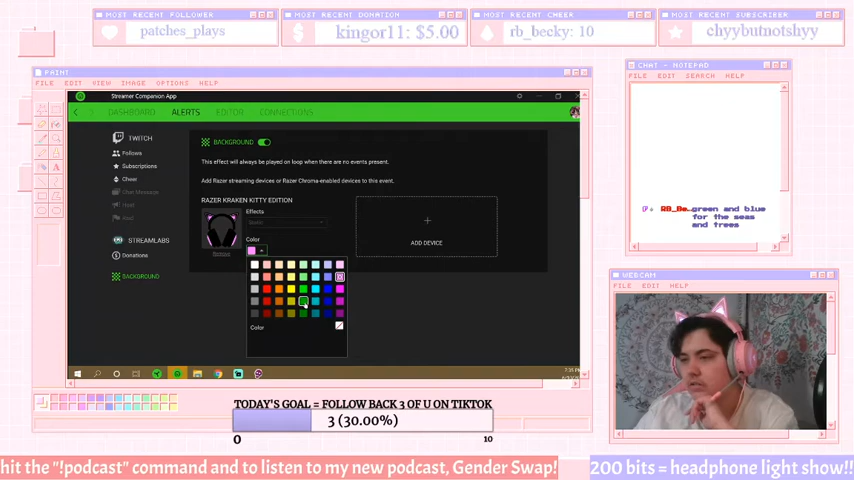 MOST RECENT FOLLOWER
patches_plays
MOST RECENT DONATION
kingor11: $5.00
MOST RECENT CHEER
rb_becky: 10
MOST RECENT SUBSCRIBER
chyybutnotshyy
PAINT
FILE EDIT VIEW IMAGE OPTIONS HELP
Streamer Companion App
DASHBOARD ALERTS EDITOR CONNECTIONS
TWITCH
Follows
Subscriptions
Cheer
Chat Message
Host
Raid
STREAMLABS
Donations
BACKGROUND
BACKGROUND
This effect will always be played on loop when there are no events present.
Add Razer streaming devices or Razer Chroma-enabled devices to this event.
RAZER KRAKEN KITTY EDITION
Effects
Static
Color
Remove
Color
ADD DEVICE
CHAT - NOTEPAD
FILE EDIT SEARCH HELP
RB_Be… green and blue
for the seas
and trees
WEBCAM
FILE EDIT HELP
TODAY'S GOAL = FOLLOW BACK 3 OF U ON TIKTOK
3 (30.00%)
0 10
hit the "!podcast" command and to listen to my new podcast, Gender Swap!
200 bits = headphone light show!!